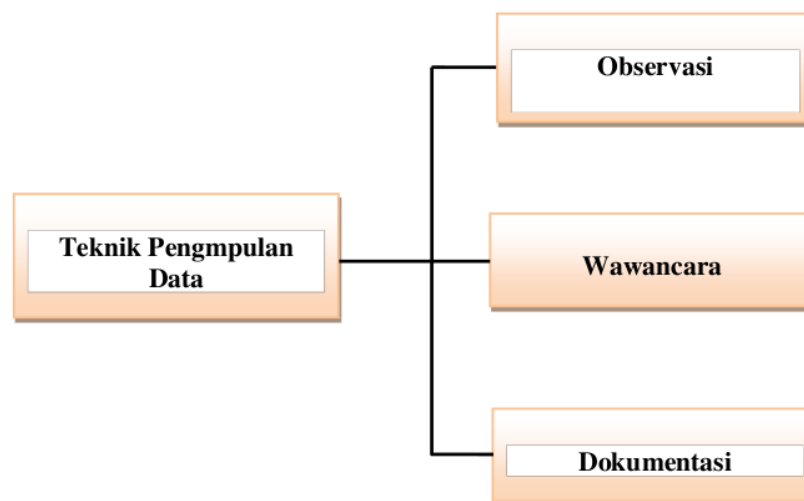 Observasi
Teknik Pengmpulan
Data
Wawancara
Dokumentasi